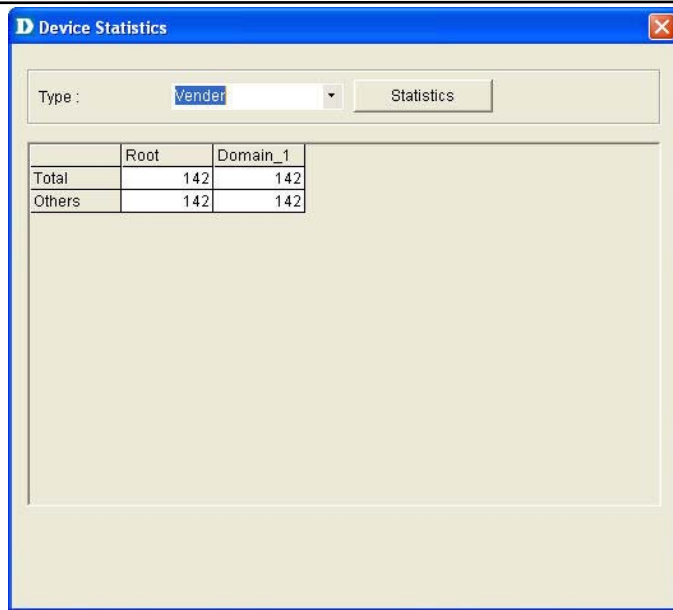 D Device Statistics
Type : Vender Statistics
Root Domain_1
Total 142 142
Others 142 142